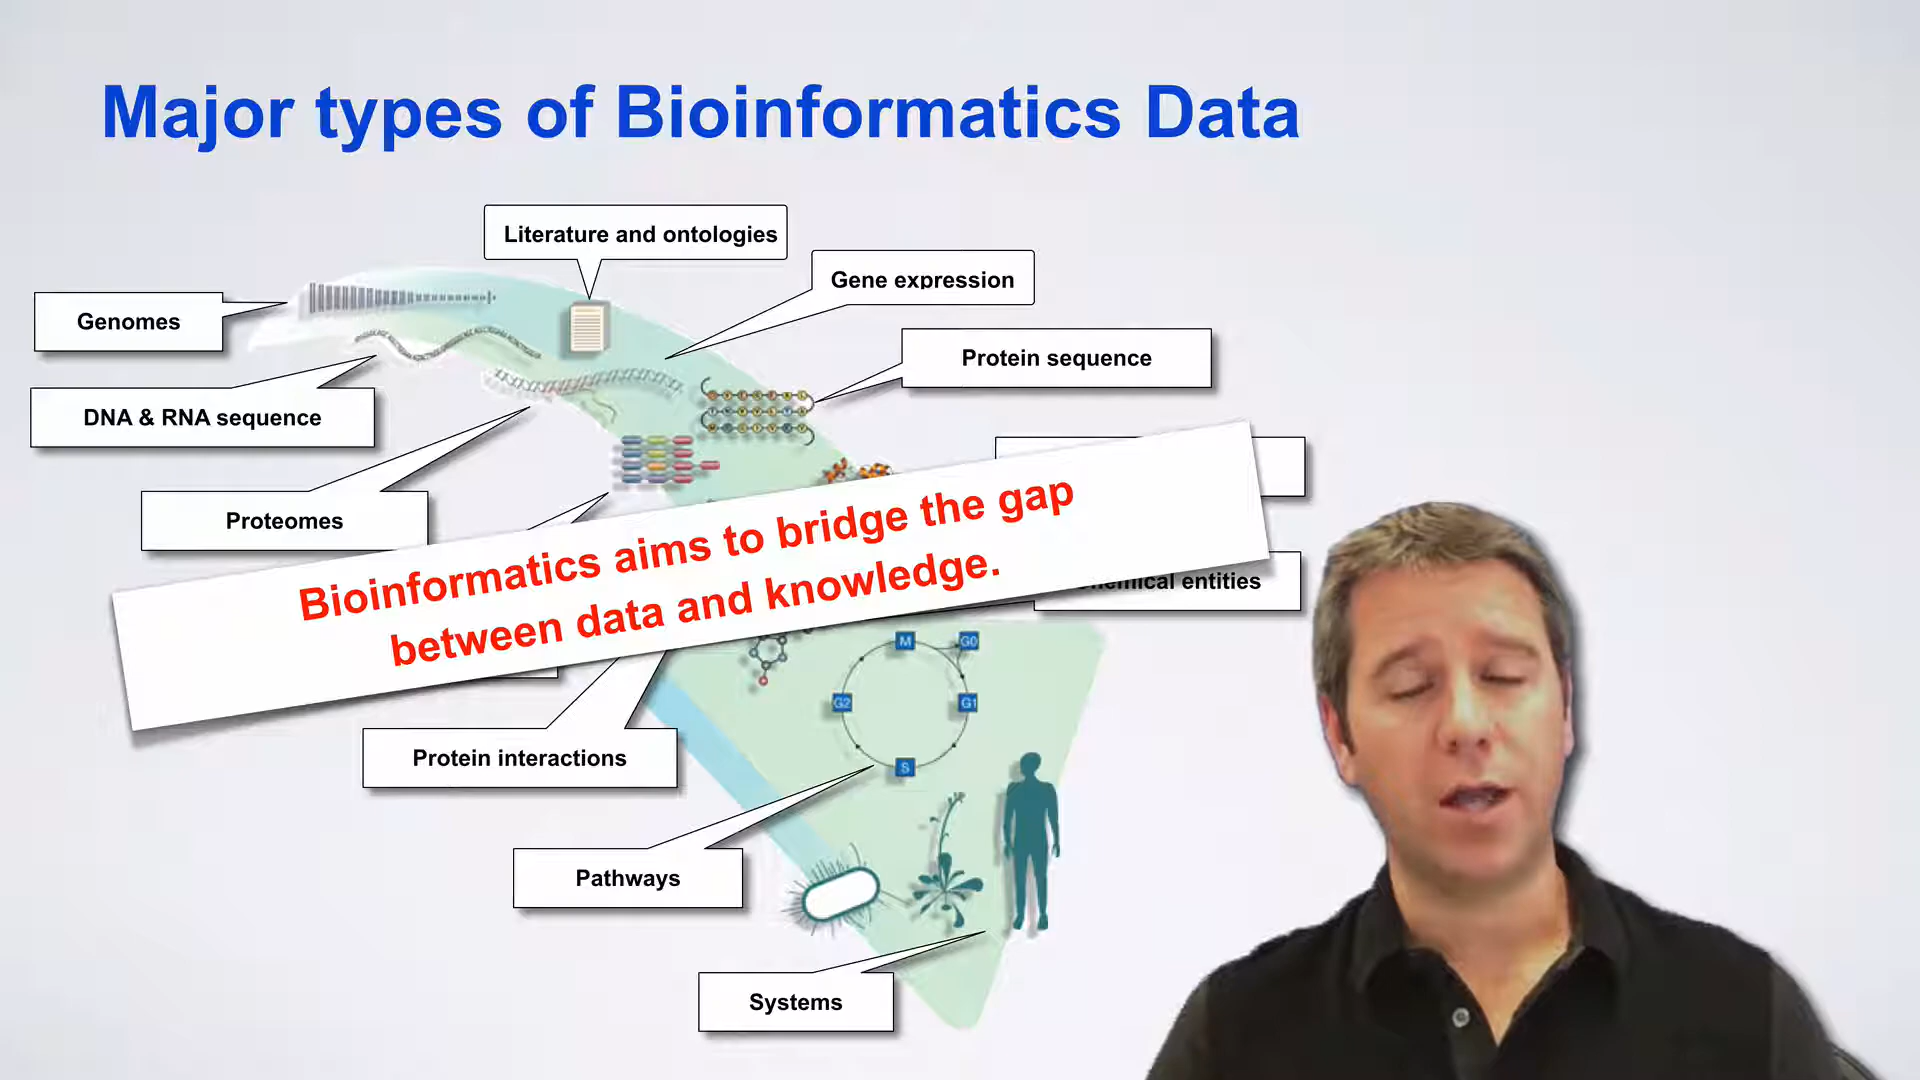 Major types of Bioinformatics Data
Literature and ontologies
Gene expression
Genomes
Protein sequence
DNA & RNA sequence
Proteomes
Bioinformatics aims to bridge the gap
between data and knowledge.
entities
M
G0
G2
G1
S
Protein interactions
Pathways
Systems